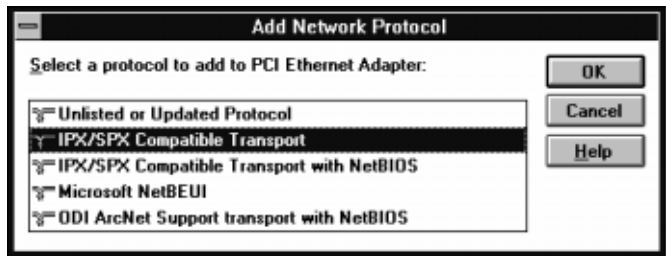 Add Network Protocol
Select a protocol to add to PCI Ethernet Adapter:
OK
Unlisted or Updated Protocol
Cancel
IPX/SPX Compatible Transport
IPX/SPX Compatible Transport with NetBIOS
Help
Microsoft NetBEUI
ODI ArcNet Support transport with NetBIOS